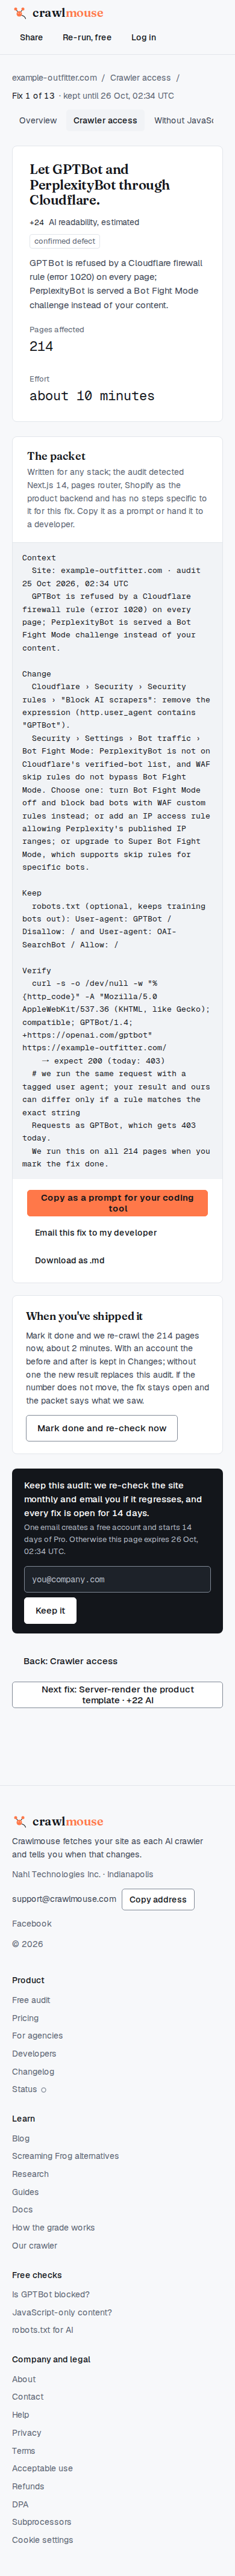 crawlmouse
Share Re-run, free Log in
example-outfitter.com / Crawler access /
Fix 1 of 13 · kept until 26 Oct, 02:34 UTC
Overview Crawler access Without JavaSc
Let GPTBot and
PerplexityBot through
Cloudflare.
+24 AI readability, estimated
confirmed defect
GPTBot is refused by a Cloudflare firewall
rule (error 1020) on every page;
PerplexityBot is served a Bot Fight Mode
challenge instead of your content.
Pages affected
214
Effort
about 10 minutes
The packet
Written for any stack; the audit detected
Next.js 14, pages router, Shopify as the
product backend and has no steps specific to
it for this fix. Copy it as a prompt or hand it to
a developer.
Context
Site: example-outfitter.com · audit
25 Oct 2026, 02:34 UTC
GPTBot is refused by a Cloudflare
firewall rule (error 1020) on every
page; PerplexityBot is served a Bot
Fight Mode challenge instead of your
content.
Change
Cloudflare › Security › Security
rules › "Block AI scrapers": remove the
expression (http.user_agent contains
"GPTBot").
Security › Settings › Bot traffic ›
Bot Fight Mode: PerplexityBot is not on
Cloudflare's verified-bot list, and WAF
skip rules do not bypass Bot Fight
Mode. Choose one: turn Bot Fight Mode
off and block bad bots with WAF custom
rules instead; or add an IP access rule
allowing Perplexity's published IP
ranges; or upgrade to Super Bot Fight
Mode, which supports skip rules for
specific bots.
Keep
robots.txt (optional, keeps training
bots out): User-agent: GPTBot /
Disallow: / and User-agent: OAI-
SearchBot / Allow: /
Verify
curl -s -o /dev/null -w "%
{http_code}" -A "Mozilla/5.0
AppleWebKit/537.36 (KHTML, like Gecko);
compatible; GPTBot/1.4;
+https://openai.com/gptbot"
https://example-outfitter.com/
→ expect 200 (today: 403)
# we run the same request with a
tagged user agent; your result and ours
can differ only if a rule matches the
exact string
Requests as GPTBot, which gets 403
today.
We run this on all 214 pages when you
mark the fix done.
Copy as a prompt for your coding
tool
Email this fix to my developer
Download as .md
When you've shipped it
Mark it done and we re-crawl the 214 pages
now, about 2 minutes. With an account the
before and after is kept in Changes; without
one the new result replaces this audit. If the
number does not move, the fix stays open and
the packet says what we saw.
Mark done and re-check now
Keep this audit: we re-check the site
monthly and email you if it regresses, and
every fix is open for 14 days.
One email creates a free account and starts 14
days of Pro. Otherwise this page expires 26 Oct,
02:34 UTC.
you@company.com
Keep it
Back: Crawler access
Next fix: Server-render the product
template · +22 AI
crawlmouse
Crawlmouse fetches your site as each AI crawler
and tells you when that changes.
Nahl Technologies Inc. · Indianapolis
support@crawlmouse.com Copy address
Facebook
© 2026
Product
Free audit
Pricing
For agencies
Developers
Changelog
Status
Learn
Blog
Screaming Frog alternatives
Research
Guides
Docs
How the grade works
Our crawler
Free checks
Is GPTBot blocked?
JavaScript-only content?
robots.txt for AI
Company and legal
About
Contact
Help
Privacy
Terms
Acceptable use
Refunds
DPA
Subprocessors
Cookie settings